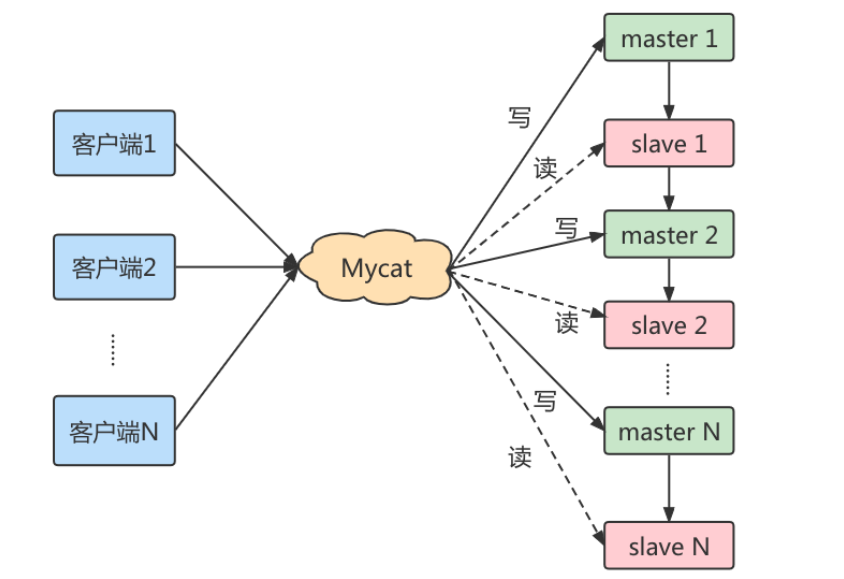 客户端1
客户端2
客户端N
Mycat
写
读
写
读
写
读
master 1
slave 1
master 2
slave 2
master N
slave N